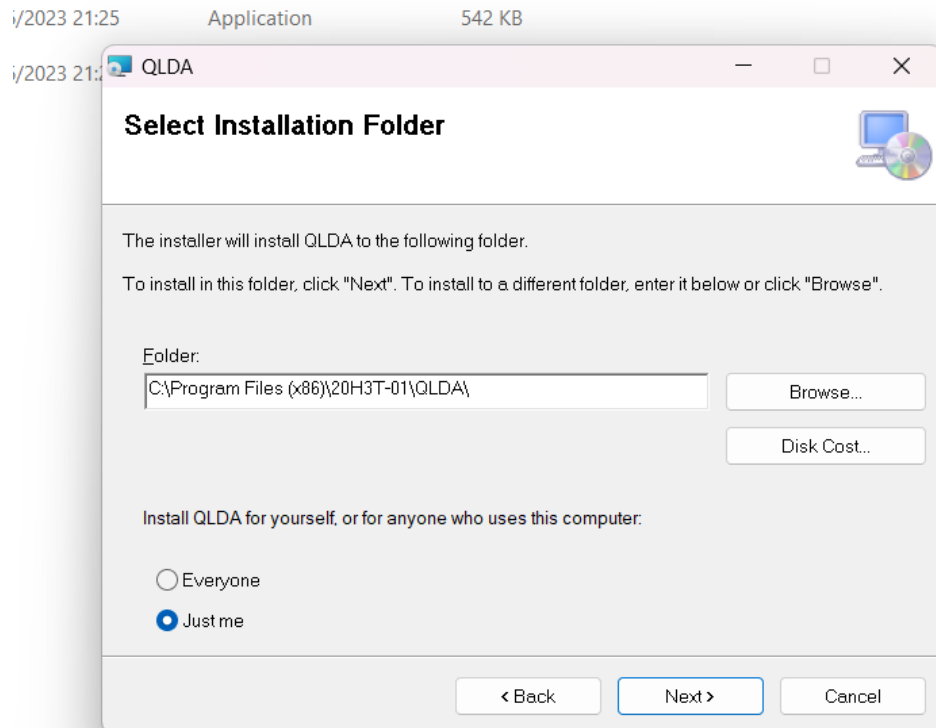 /2023 21:25 Application 542 KB
/2023 21:
QLDA
Select Installation Folder
The installer will install QLDA to the following folder.
To install in this folder, click "Next". To install to a different folder, enter it below or click "Browse".
Folder:
C:\Program Files (x86)\20H3T-01\QLDA\
Browse...
Disk Cost...
Install QLDA for yourself, or for anyone who uses this computer:
Everyone
Just me
< Back Next > Cancel